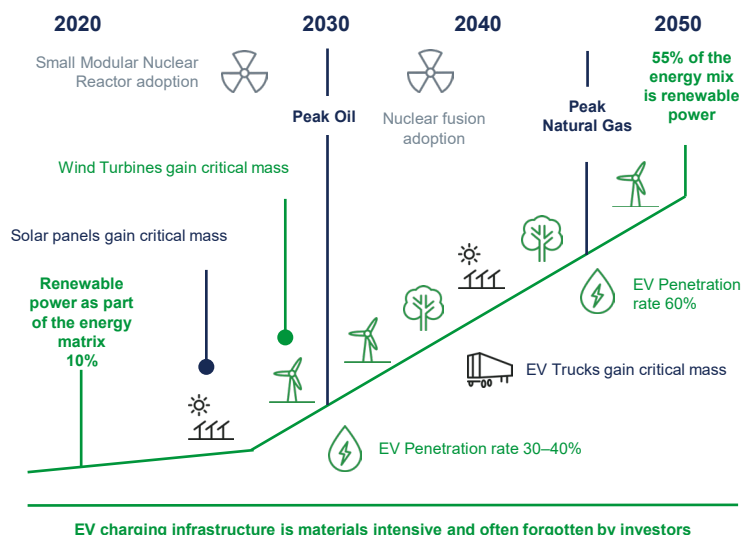 2020
2030
2040
2050
Small Modular Nuclear
Reactor adoption
Peak Oil
Nuclear fusion
adoption
Peak
Natural Gas
55% of the
energy mix
is renewable
power
Wind Turbines gain critical mass
Solar panels gain critical mass
Renewable
power as part
of the energy
matrix
10%
EV Penetration
rate 60%
EV Trucks gain critical mass
EV Penetration rate 30–40%
EV charging infrastructure is materials intensive and often forgotten by investors